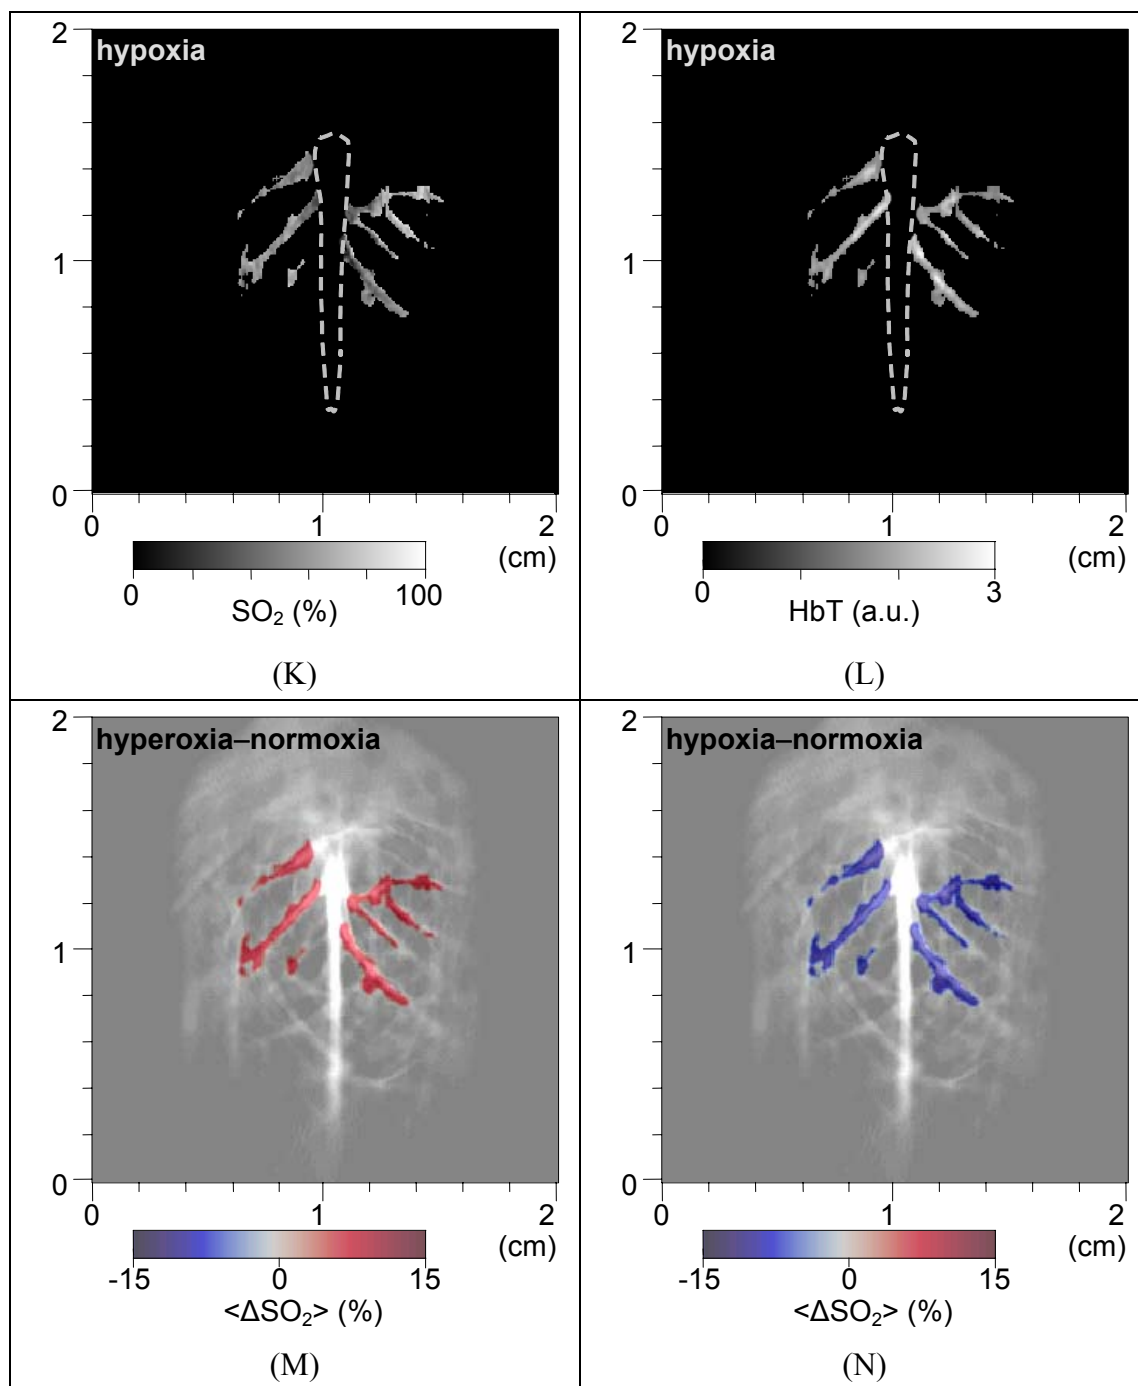 2
hypoxia
1
0
0
1
2
(cm)
0
100
SO₂ (%)
(K)
2
hypoxia
1
0
0
1
2
(cm)
0
3
HbT (a.u.)
(L)
2
hyperoxia–normoxia
1
0
0
1
2
(cm)
-15
0
15
<ΔSO₂> (%)
(M)
2
hypoxia–normoxia
1
0
0
1
2
(cm)
-15
0
15
<ΔSO₂> (%)
(N)